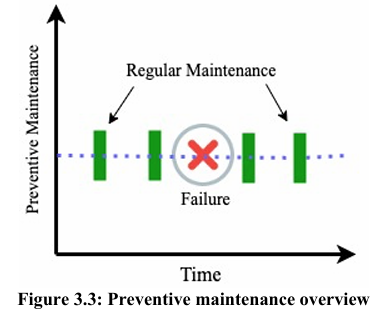 Regular Maintenance
Preventive Maintenance
Failure
Time
Figure 3.3: Preventive maintenance overview